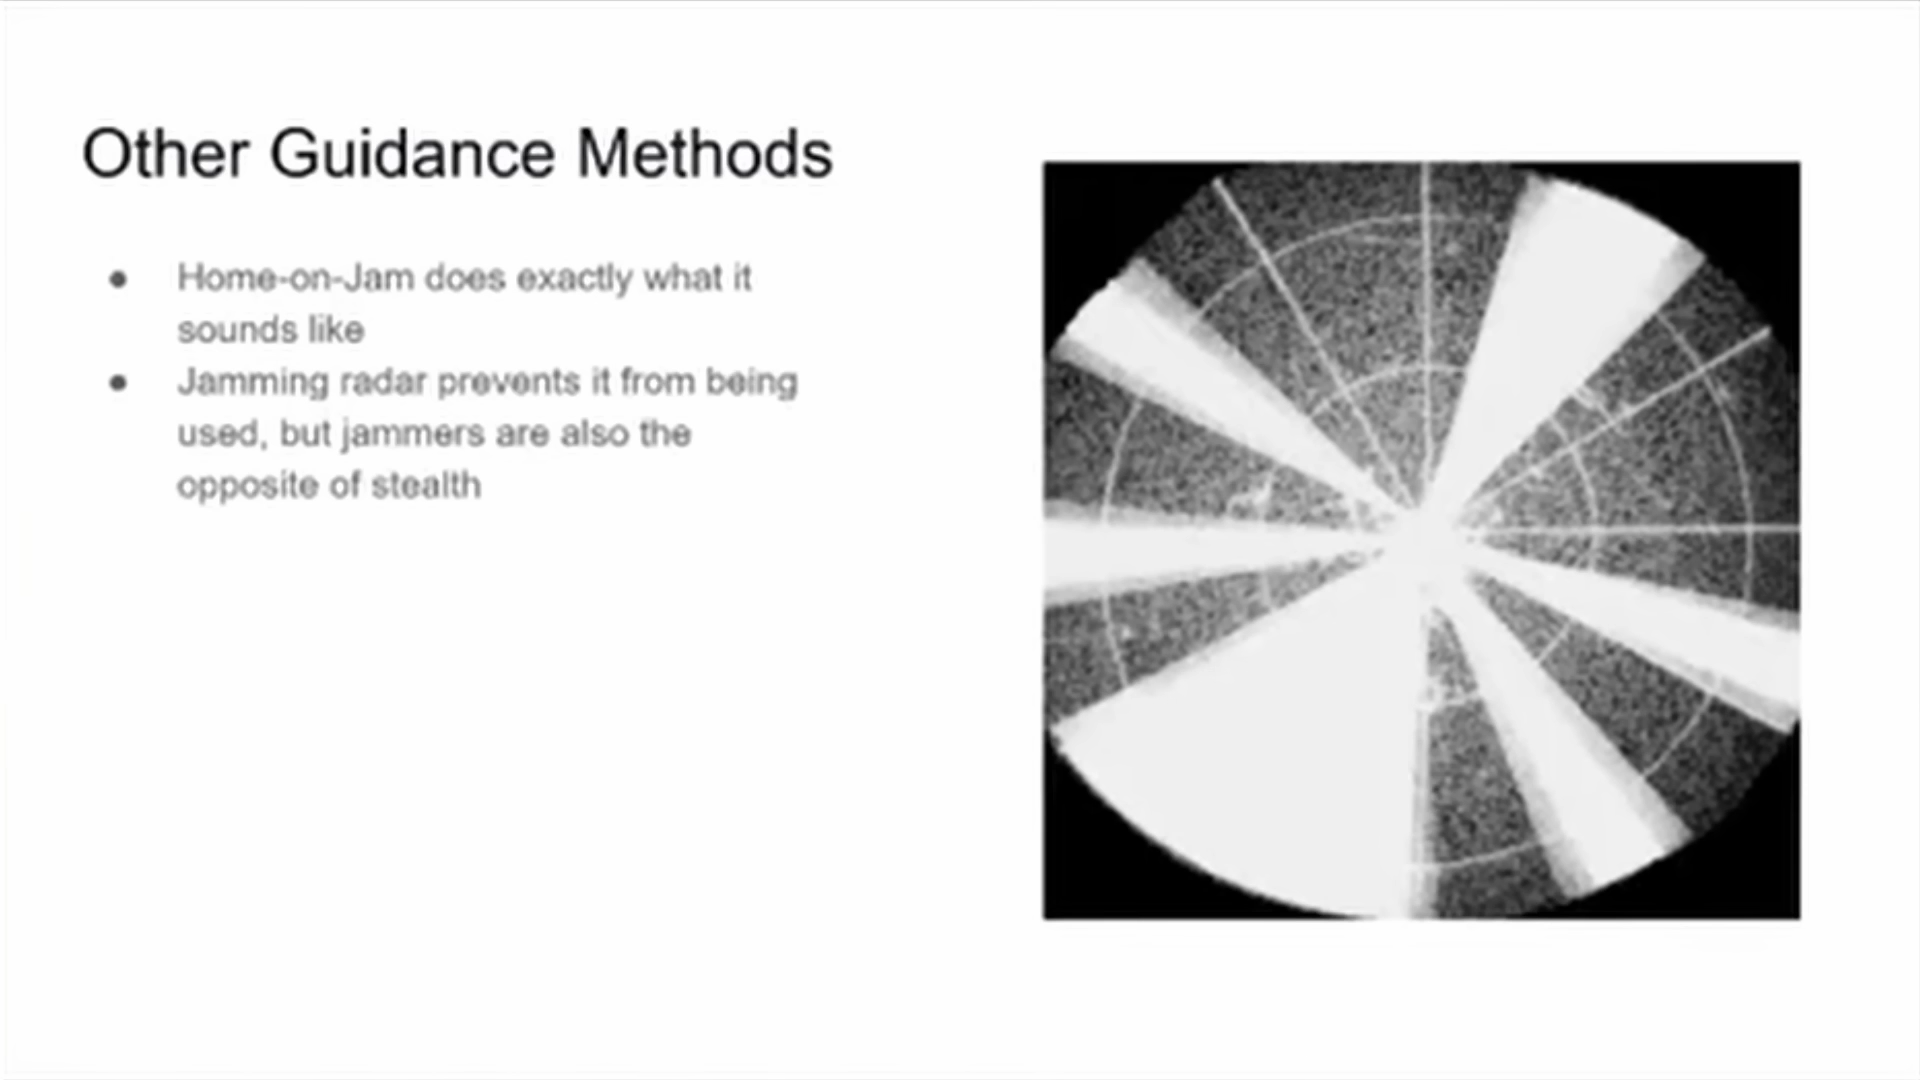 Other Guidance Methods
● Home-on-Jam does exactly what it
sounds like
● Jamming radar prevents it from being
used, but jammers are also the
opposite of stealth